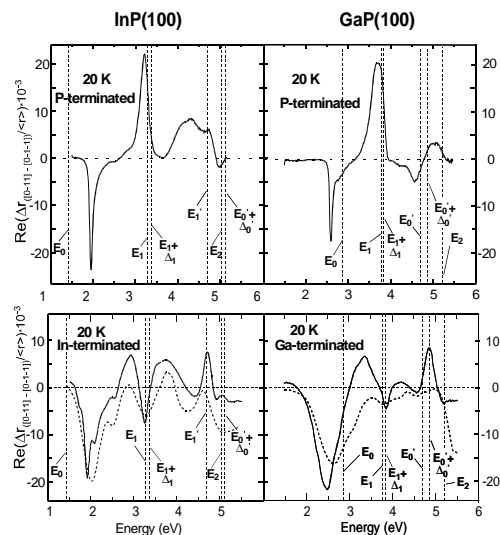 InP(100)
GaP(100)
Re(Δr([0-11] - [0-1-1])/<r>)·10⁻³
20
10
0
-10
-20
20 K
P-terminated
E₀
E₁
E₁+
Δ₁
E₁'
E₂
E₀'+
Δ₀'
1 2 3 4 5 6
20 K
P-terminated
E₀
E₁
E₁+
Δ₁
E₀'
E₀'+
Δ₀'
E₂
20
10
0
-10
-20
2 3 4 5 6
Re(Δr([0-11] - [0-1-1])/<r>)·10⁻³
10
0
-10
-20
20 K
In-terminated
E₀
E₁
E₁+
Δ₁
E₁'
E₂
E₀'+
Δ₀'
1 2 3 4 5 6
Energy (eV)
20 K
Ga-terminated
E₀
E₁
E₁+
Δ₁
E₀'
E₀'+
Δ₀'
E₂
10
0
-10
-20
1 2 3 4 5 6
Energy (eV)